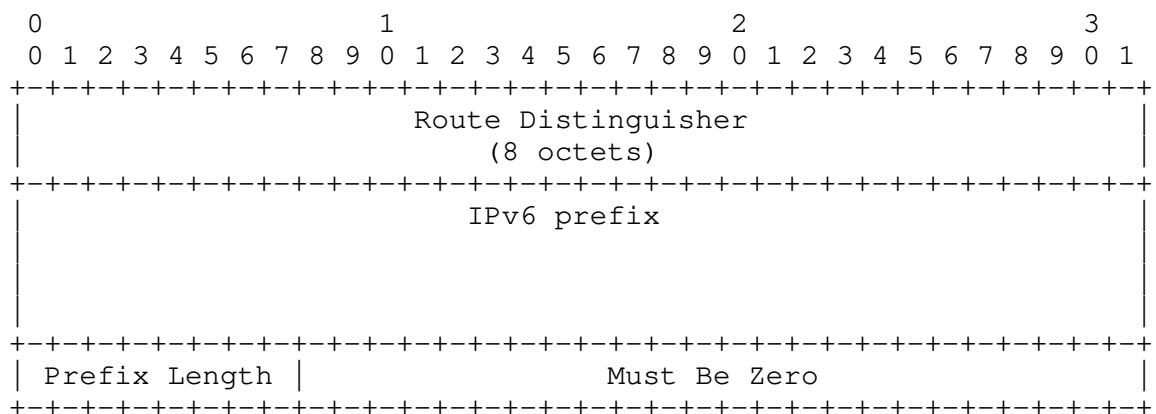 0                   1                   2                   3
 0 1 2 3 4 5 6 7 8 9 0 1 2 3 4 5 6 7 8 9 0 1 2 3 4 5 6 7 8 9 0 1
+-+-+-+-+-+-+-+-+-+-+-+-+-+-+-+-+-+-+-+-+-+-+-+-+-+-+-+-+-+-+-+-+
|                      Route Distinguisher                      |
|                          (8 octets)                           |
+-+-+-+-+-+-+-+-+-+-+-+-+-+-+-+-+-+-+-+-+-+-+-+-+-+-+-+-+-+-+-+-+
|                         IPv6 prefix                           |
|                                                               |
|                                                               |
|                                                               |
+-+-+-+-+-+-+-+-+-+-+-+-+-+-+-+-+-+-+-+-+-+-+-+-+-+-+-+-+-+-+-+-+
| Prefix Length |                 Must Be Zero                  |
+-+-+-+-+-+-+-+-+-+-+-+-+-+-+-+-+-+-+-+-+-+-+-+-+-+-+-+-+-+-+-+-+